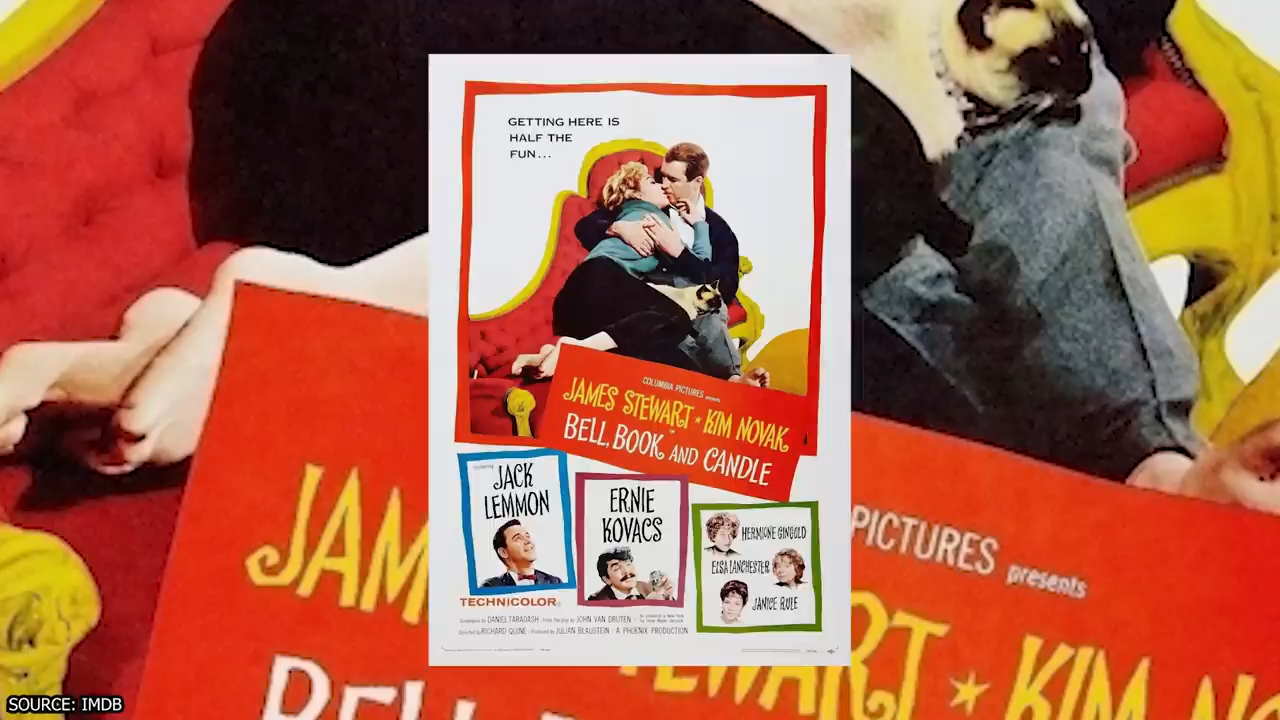 GETTING HERE IS
HALF THE
FUN...
COLUMBIA PICTURES presents
JAMES STEWART * KIM NOVAK
in
BELL, BOOK AND CANDLE
JACK
LEMMON
ERNIE
KOVACS
HERMIONE GINGOLD
ELSA LANCHESTER
JANICE RULE
TECHNICOLOR®
Screenplay by DANIEL TARADASH · From the play by JOHN VAN DRUTEN ·
Directed by RICHARD QUINE · Produced by JULIAN BLAUSTEIN · A PHOENIX PRODUCTION
JAM
PICTURES presents
STEWART * KIM NO
BELL, B
SOURCE: IMDB